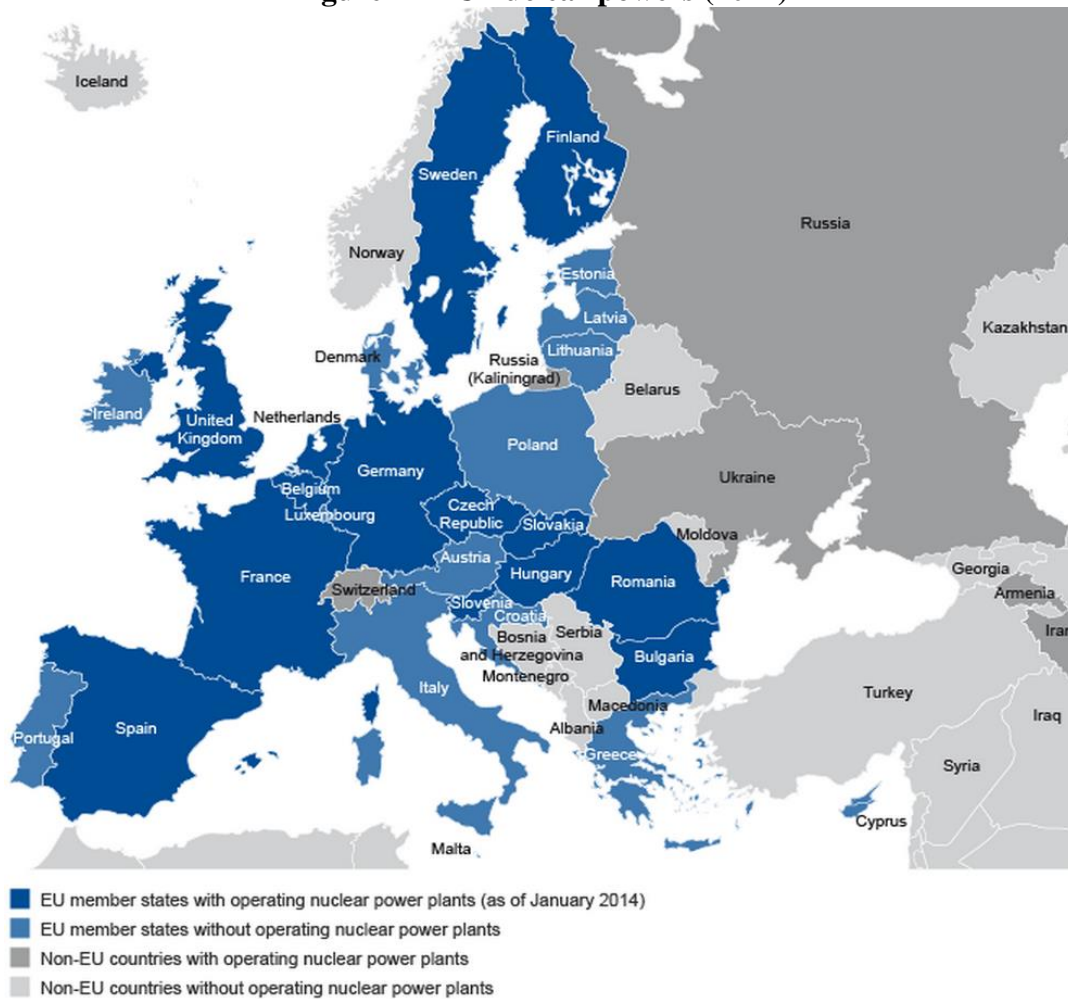 Iceland
Finland
Sweden
Russia
Norway
Estonia
Kazakhstan
Latvia
Denmark
Lithuania
Russia
(Kaliningrad)
Belarus
Ireland
Netherlands
United
Kingdom
Poland
Germany
Ukraine
Belgium
Czech
Republic
Luxembourg
Slovakia
Moldova
Austria
Georgia
France
Hungary
Romania
Switzerland
Armenia
Slovenia
Croatia
Serbia
Iran
Bosnia
and Herzegovina
Bulgaria
Montenegro
Italy
Turkey
Macedonia
Iraq
Spain
Albania
Portugal
Greece
Syria
Cyprus
Malta
EU member states with operating nuclear power plants (as of January 2014)
EU member states without operating nuclear power plants
Non-EU countries with operating nuclear power plants
Non-EU countries without operating nuclear power plants